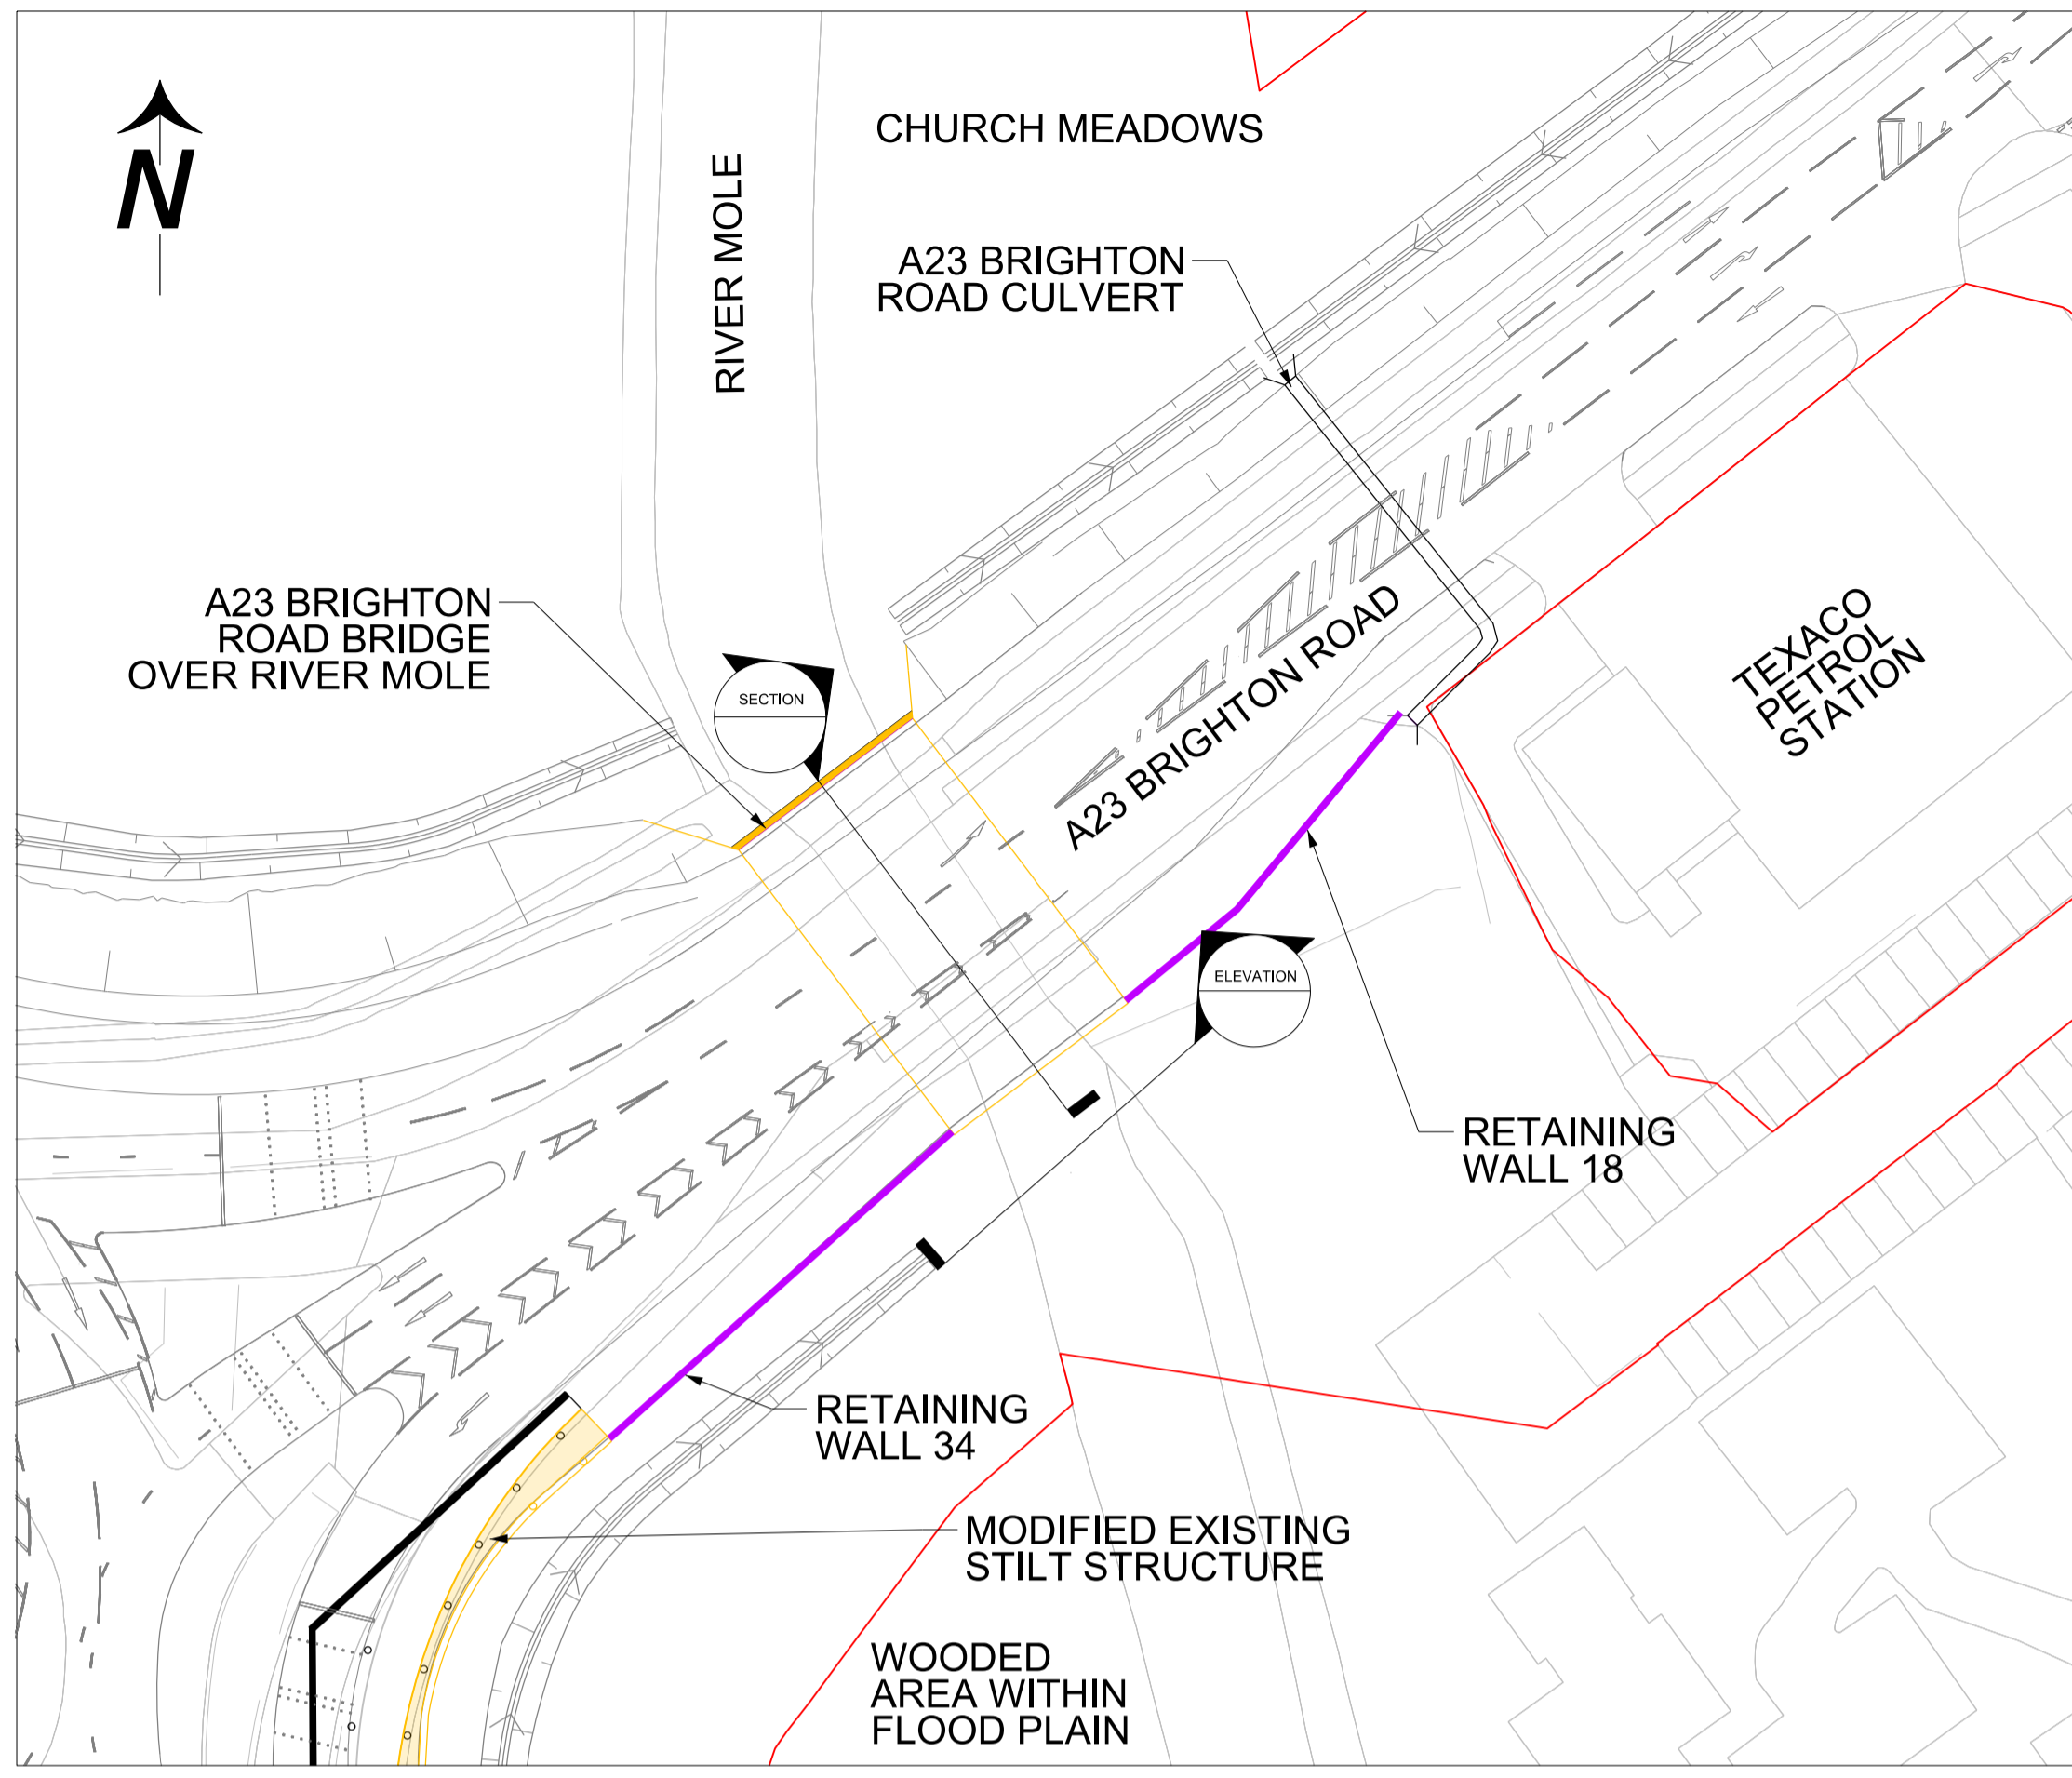 N
CHURCH MEADOWS
RIVER MOLE
A23 BRIGHTON
ROAD CULVERT
A23 BRIGHTON
ROAD BRIDGE
OVER RIVER MOLE
SECTION
A23 BRIGHTON ROAD
TEXACO
PETROL
STATION
ELEVATION
RETAINING
WALL 18
RETAINING
WALL 34
MODIFIED EXISTING
STILT STRUCTURE
WOODED
AREA WITHIN
FLOOD PLAIN